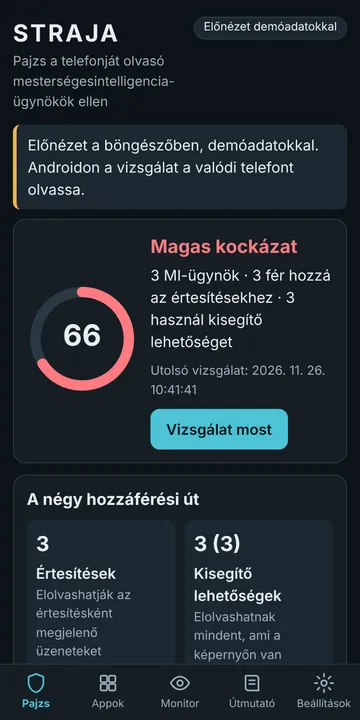 STRAJA
Előnézet demóadatokkal
Pajzs a telefonját olvasó
mesterségesintelligencia-
ügynökök ellen
Előnézet a böngészőben, demóadatokkal.
Androidon a vizsgálat a valódi telefont
olvassa.
66
Magas kockázat
3 MI-ügynök · 3 fér hozzá
az értesítésekhez · 3
használ kisegítő
lehetőséget
Utolsó vizsgálat: 2026. 11. 26.
10:41:41
Vizsgálat most
A négy hozzáférési út
3
Értesítések
Elolvashatják az
értesítésként
megjelenő
üzeneteket
3 (3)
Kisegítő
lehetőségek
Elolvashatnak
mindent, ami a
képernyőn van
Pajzs
Appok
Monitor
Útmutató
Beállítások